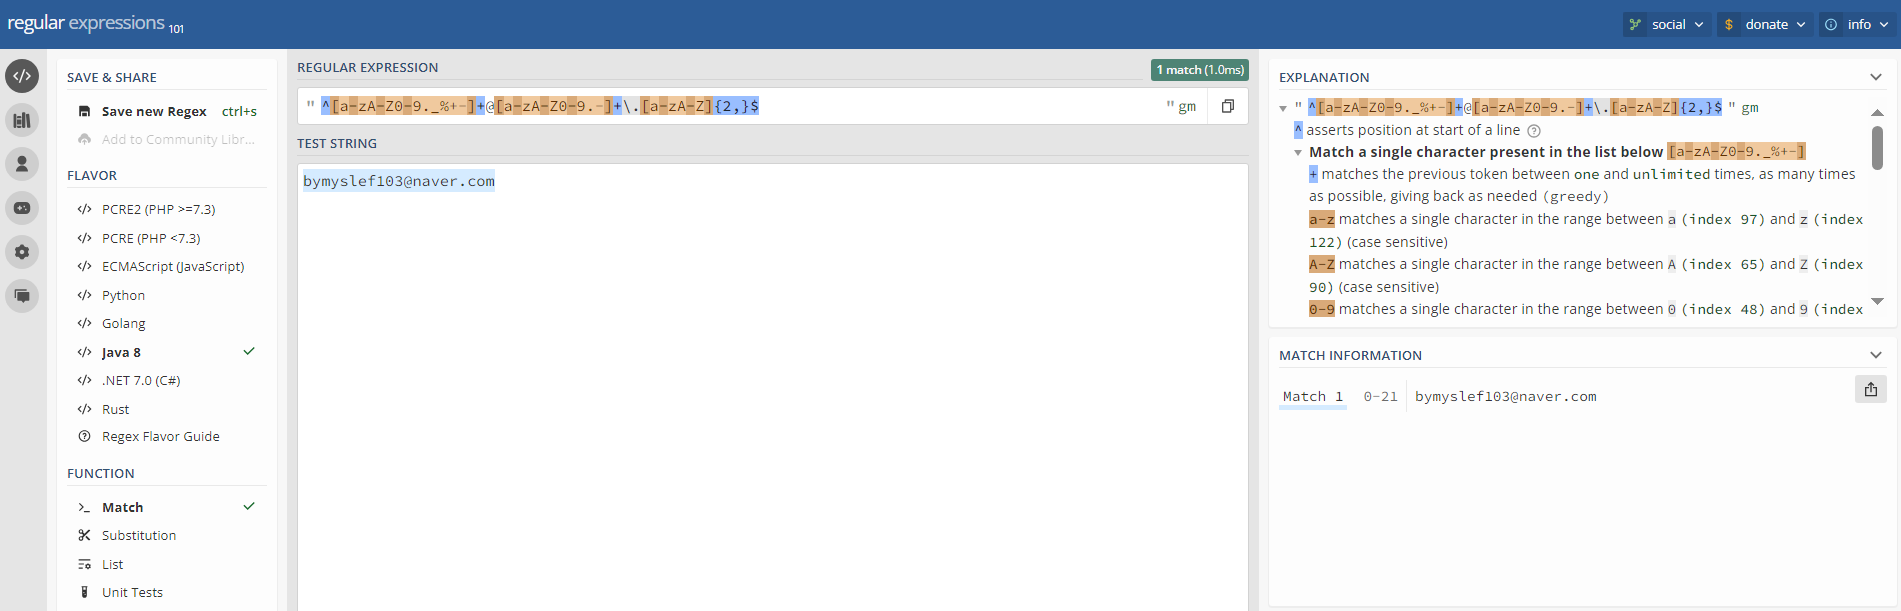 regular expressions 101
social
donate
info
SAVE & SHARE
Save new Regex ctrl+s
Add to Community Libr...
FLAVOR
PCRE2 (PHP >=7.3)
PCRE (PHP <7.3)
ECMAScript (JavaScript)
Python
Golang
Java 8
.NET 7.0 (C#)
Rust
Regex Flavor Guide
FUNCTION
Match
Substitution
List
Unit Tests
REGULAR EXPRESSION
1 match (1.0ms)
" ^[a-zA-Z0-9._%+-]+@[a-zA-Z0-9.-]+\.[a-zA-Z]{2,}$ " gm
TEST STRING
bymyslef103@naver.com
EXPLANATION
" ^[a-zA-Z0-9._%+-]+@[a-zA-Z0-9.-]+\.[a-zA-Z]{2,}$ " gm
^ asserts position at start of a line
Match a single character present in the list below [a-zA-Z0-9._%+-]
+ matches the previous token between one and unlimited times, as many times
as possible, giving back as needed (greedy)
a-z matches a single character in the range between a (index 97) and z (index
122) (case sensitive)
A-Z matches a single character in the range between A (index 65) and Z (index
90) (case sensitive)
0-9 matches a single character in the range between 0 (index 48) and 9 (index
MATCH INFORMATION
Match 1 0-21 bymyslef103@naver.com